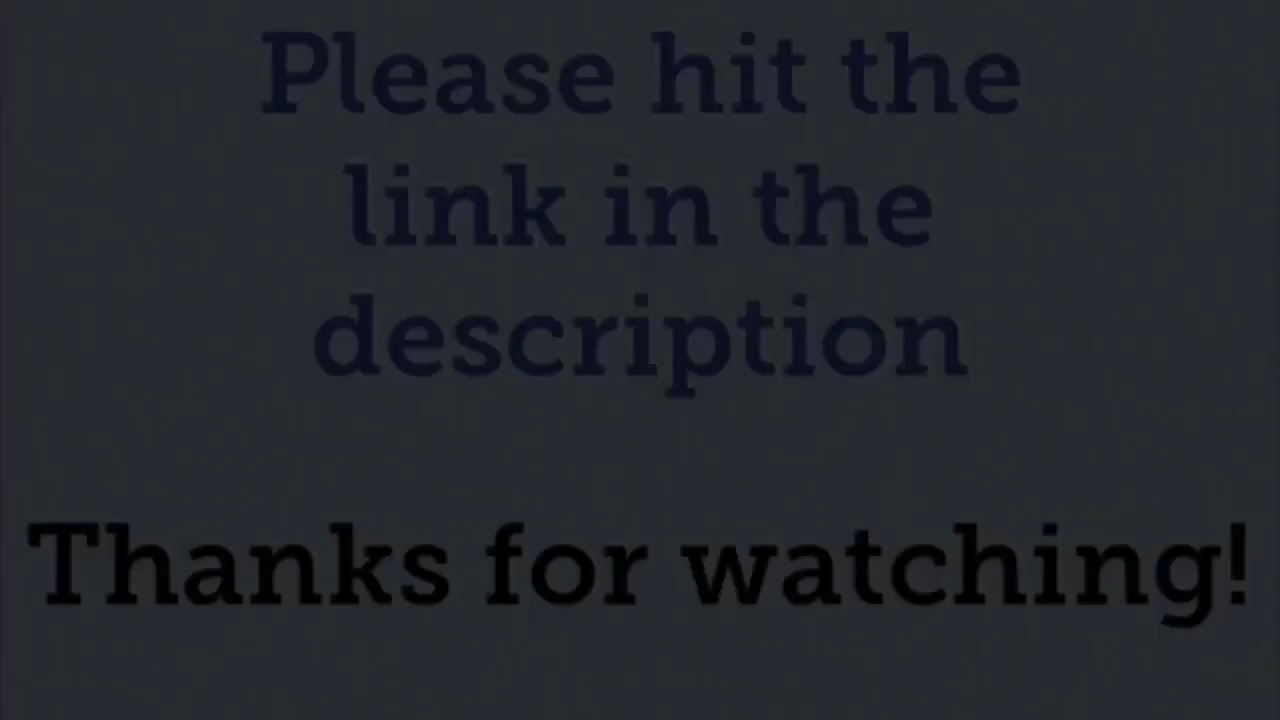 Please hit the
link in the
description
Thanks for watching!